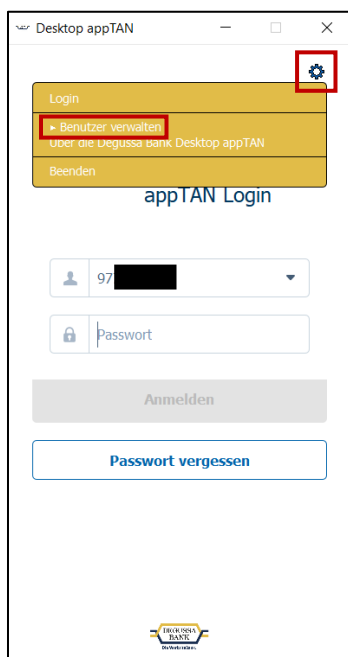 Desktop appTAN
Login
▸ Benutzer verwalten
Über die Degussa Bank Desktop appTAN
Beenden
appTAN Login
97
Passwort
Anmelden
Passwort vergessen
DEGUSSA
BANK